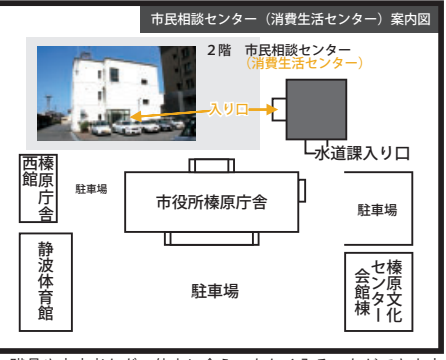 市民相談センター（消費生活センター）案内図
2階 市民相談センター
（消費生活センター）
入り口
水道課入り口
榛原庁舎
西館
駐車場
市役所榛原庁舎
駐車場
静波体育館
駐車場
榛原文化
センター
会館棟